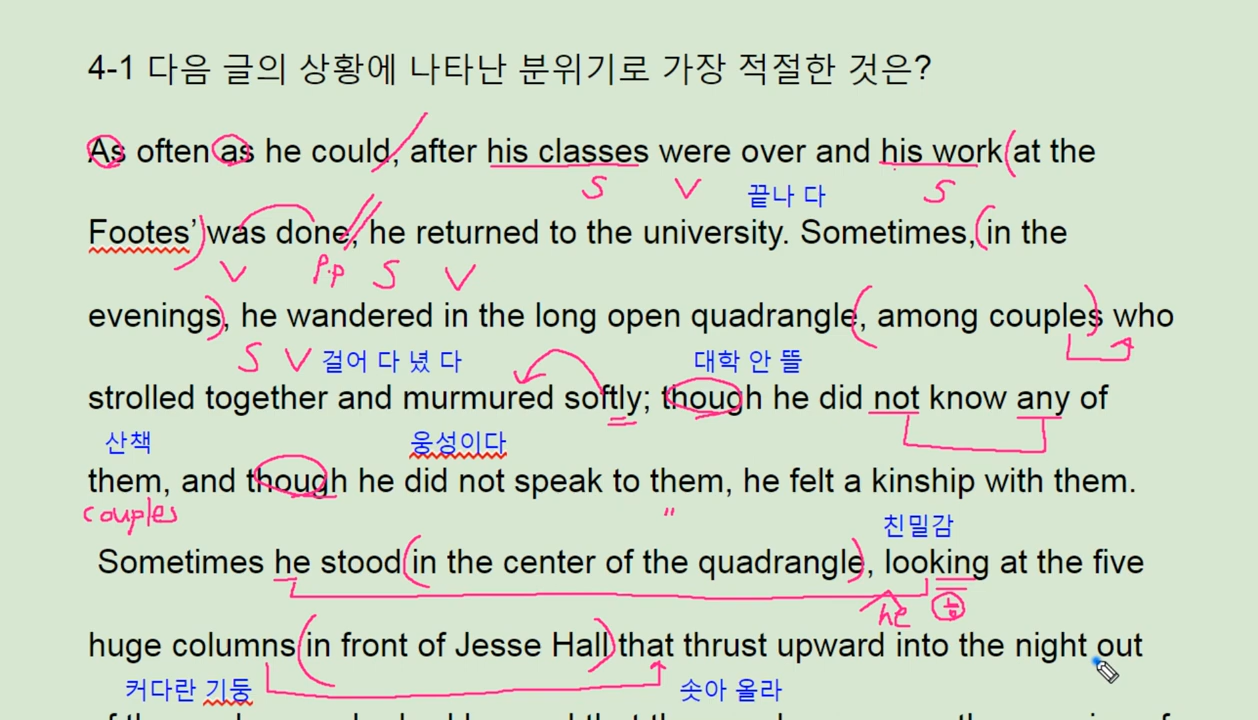 4-1 다음 글의 상황에 나타난 분위기로 가장 적절한 것은?
As often as he could, after his classes were over and his work at the
S V 끝나 다 S
Footes’ was done, he returned to the university. Sometimes, in the
V P.P S V
evenings, he wandered in the long open quadrangle, among couples who
S V 걸어 다 녔 다 대학 안 뜰
strolled together and murmured softly; though he did not know any of
산책 웅성이다
them, and though he did not speak to them, he felt a kinship with them.
couples " 친밀감
Sometimes he stood in the center of the quadrangle, looking at the five
he 능
huge columns in front of Jesse Hall that thrust upward into the night out
커다란 기둥 솟아 올라